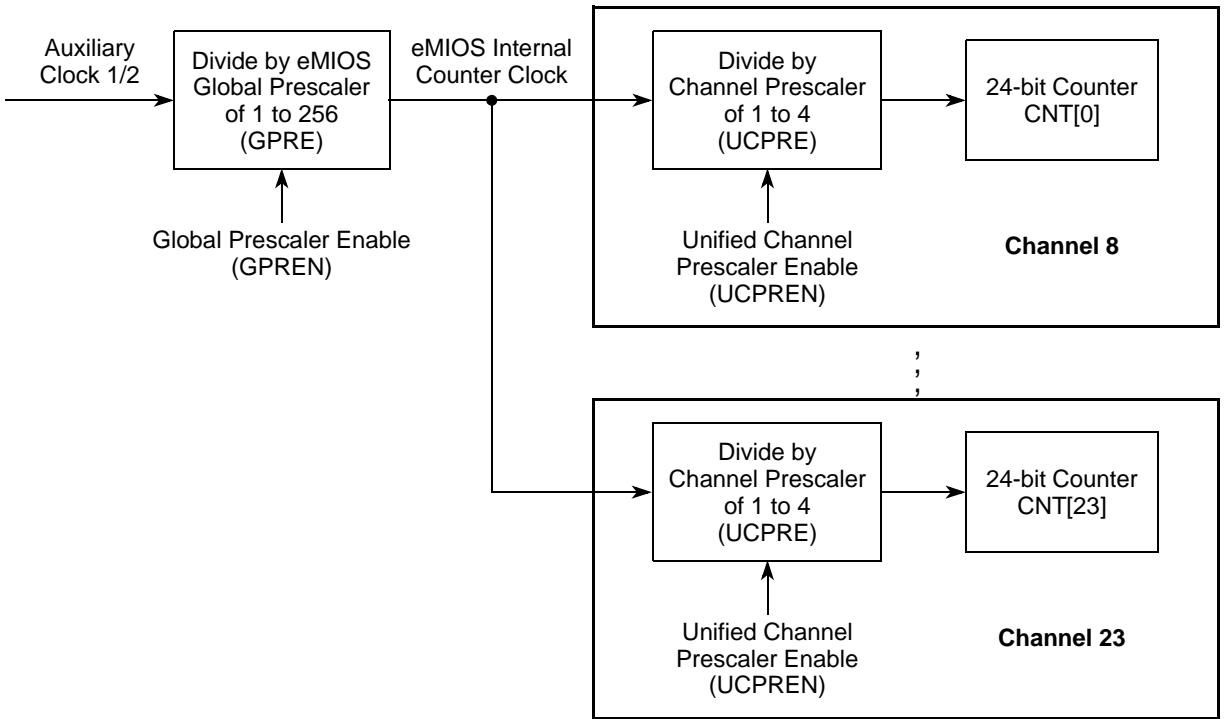 Auxiliary
Clock 1/2
Divide by eMIOS
Global Prescaler
of 1 to 256
(GPRE)
Global Prescaler Enable
(GPREN)
eMIOS Internal
Counter Clock
Divide by
Channel Prescaler
of 1 to 4
(UCPRE)
24-bit Counter
CNT[0]
Unified Channel
Prescaler Enable
(UCPREN)
Channel 8
,
,
,
Divide by
Channel Prescaler
of 1 to 4
(UCPRE)
24-bit Counter
CNT[23]
Unified Channel
Prescaler Enable
(UCPREN)
Channel 23